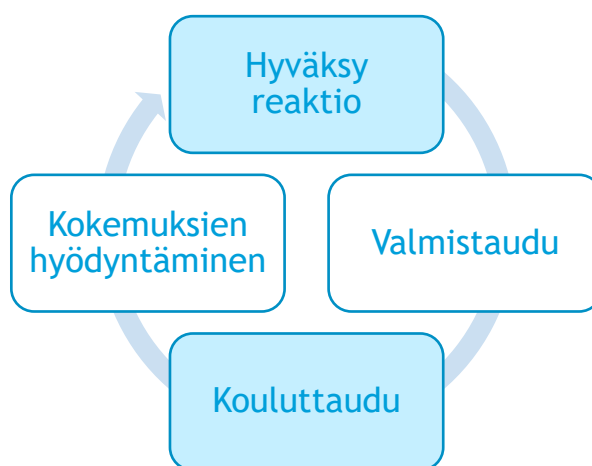 Hyväksy
reaktio
Valmistaudu
Kouluttaudu
Kokemuksien
hyödyntäminen